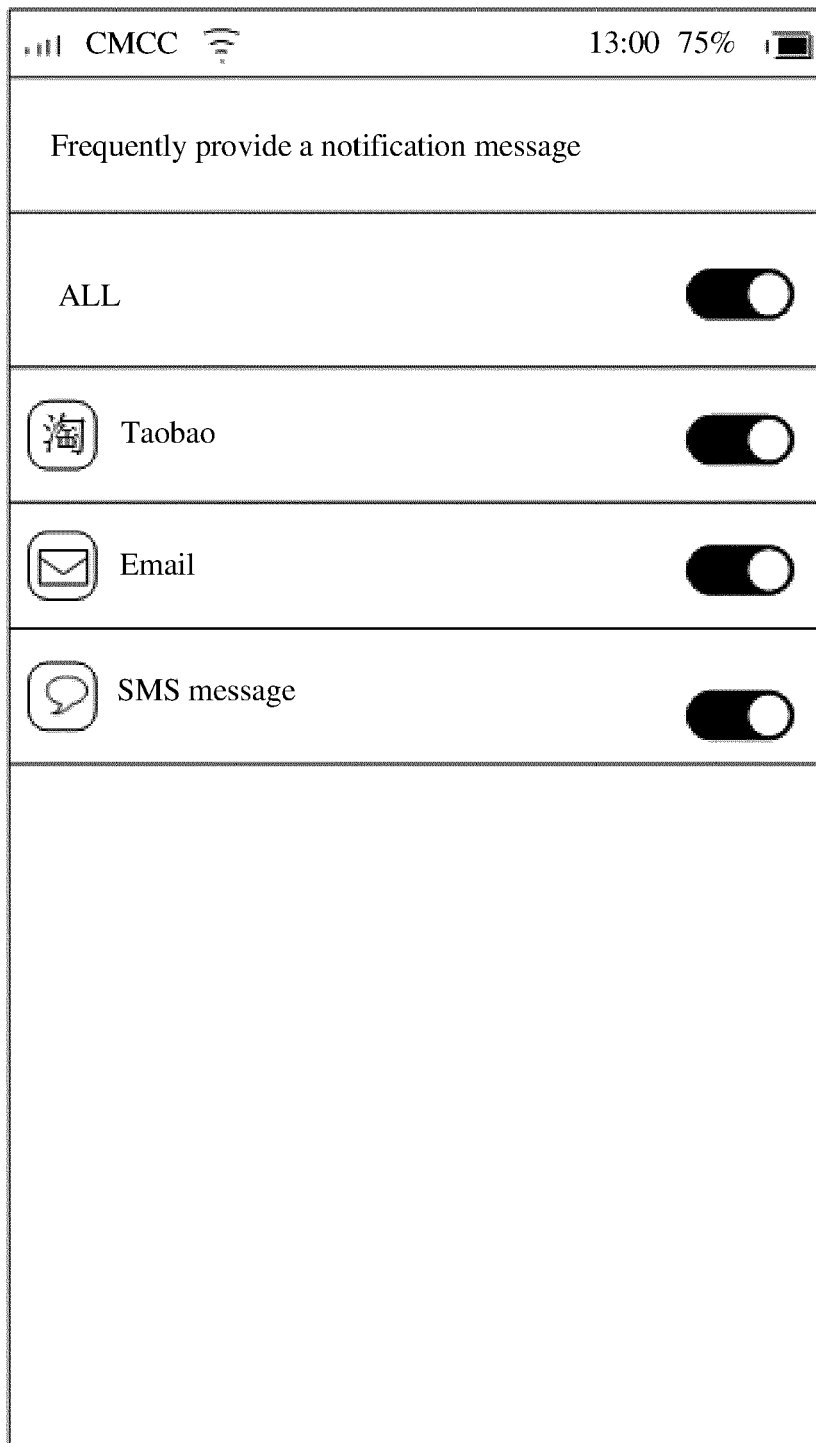 CMCC 13:00 75%
Frequently provide a notification message
ALL
淘 Taobao
Email
SMS message